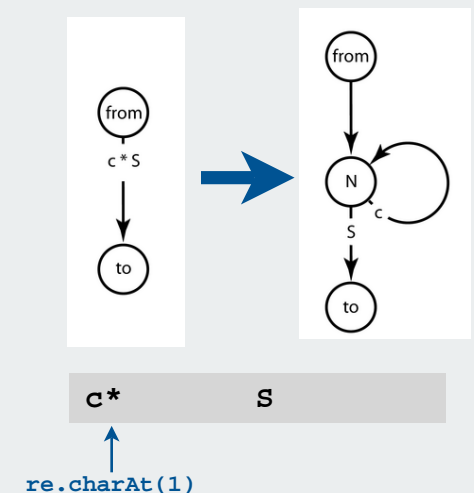 from
c * S
to
from
N
c
S
to
c* S
re.charAt(1)